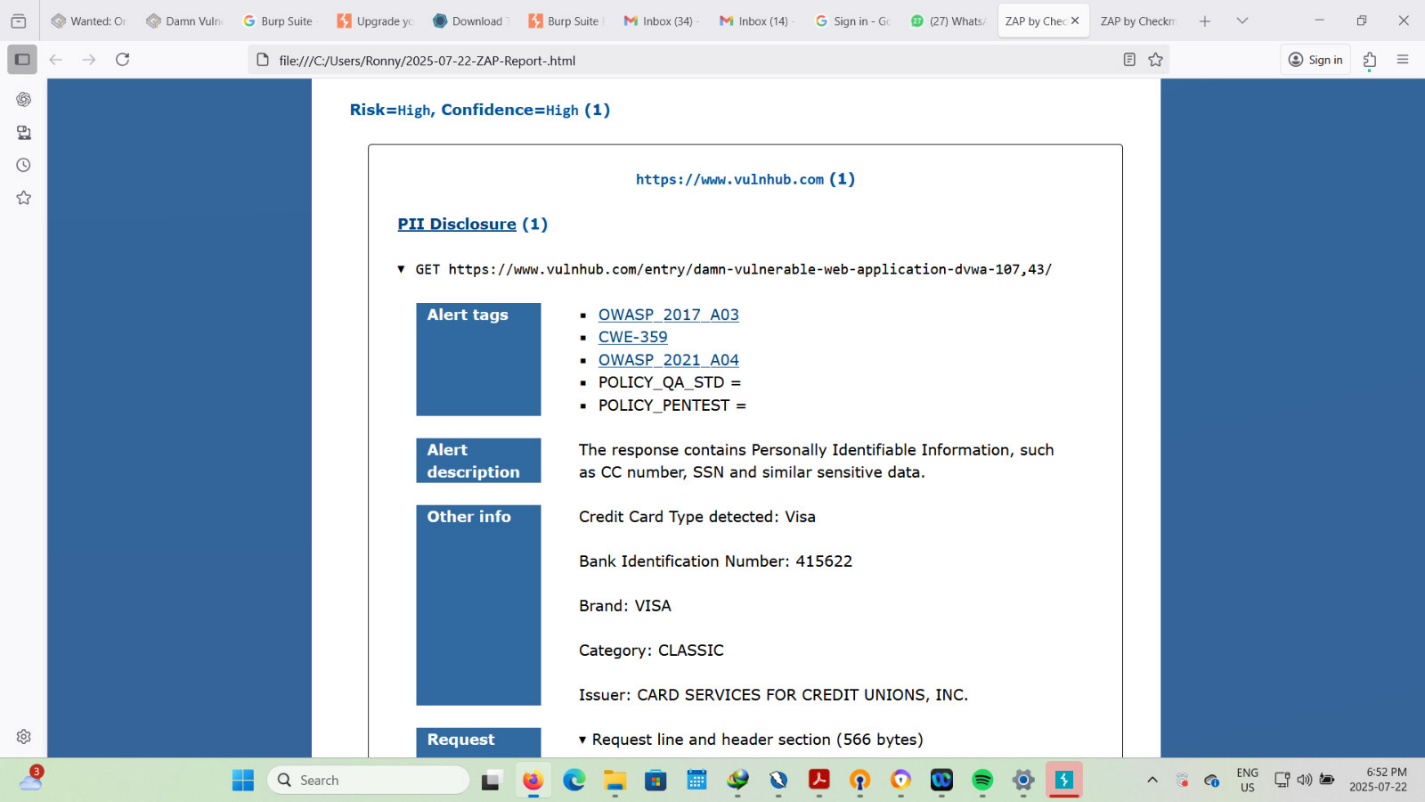 Wanted: Or
Damn Vuln
Burp Suite
Upgrade yo
Download T
Burp Suite
Inbox (34) -
Inbox (14) -
Sign in - Go
(27) WhatsA
ZAP by Chec
ZAP by Checkm
file:///C:/Users/Ronny/2025-07-22-ZAP-Report-.html
Sign in
Risk=High, Confidence=High (1)
https://www.vulnhub.com (1)
PII Disclosure (1)
GET https://www.vulnhub.com/entry/damn-vulnerable-web-application-dvwa-107,43/
Alert tags
OWASP_2017_A03
CWE-359
OWASP_2021_A04
POLICY_QA_STD =
POLICY_PENTEST =
Alert
description
The response contains Personally Identifiable Information, such
as CC number, SSN and similar sensitive data.
Other info
Credit Card Type detected: Visa
Bank Identification Number: 415622
Brand: VISA
Category: CLASSIC
Issuer: CARD SERVICES FOR CREDIT UNIONS, INC.
Request
Request line and header section (566 bytes)
3
Search
ENG
US
6:52 PM
2025-07-22